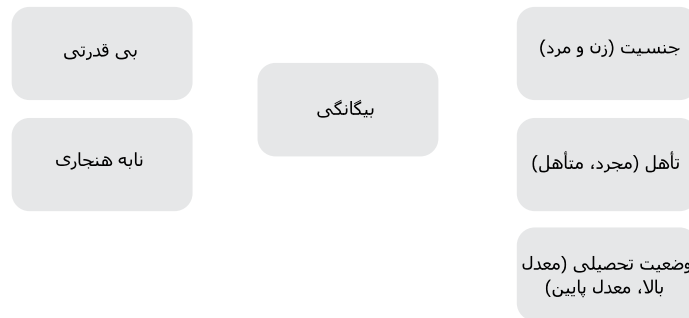 جنسیت (زن و مرد)
تأهل (مجرد، متأهل)
وضعیت تحصیلی (معدل
بالا، معدل پایین)
بیگانگی
بی قدرتی
نابه هنجاری